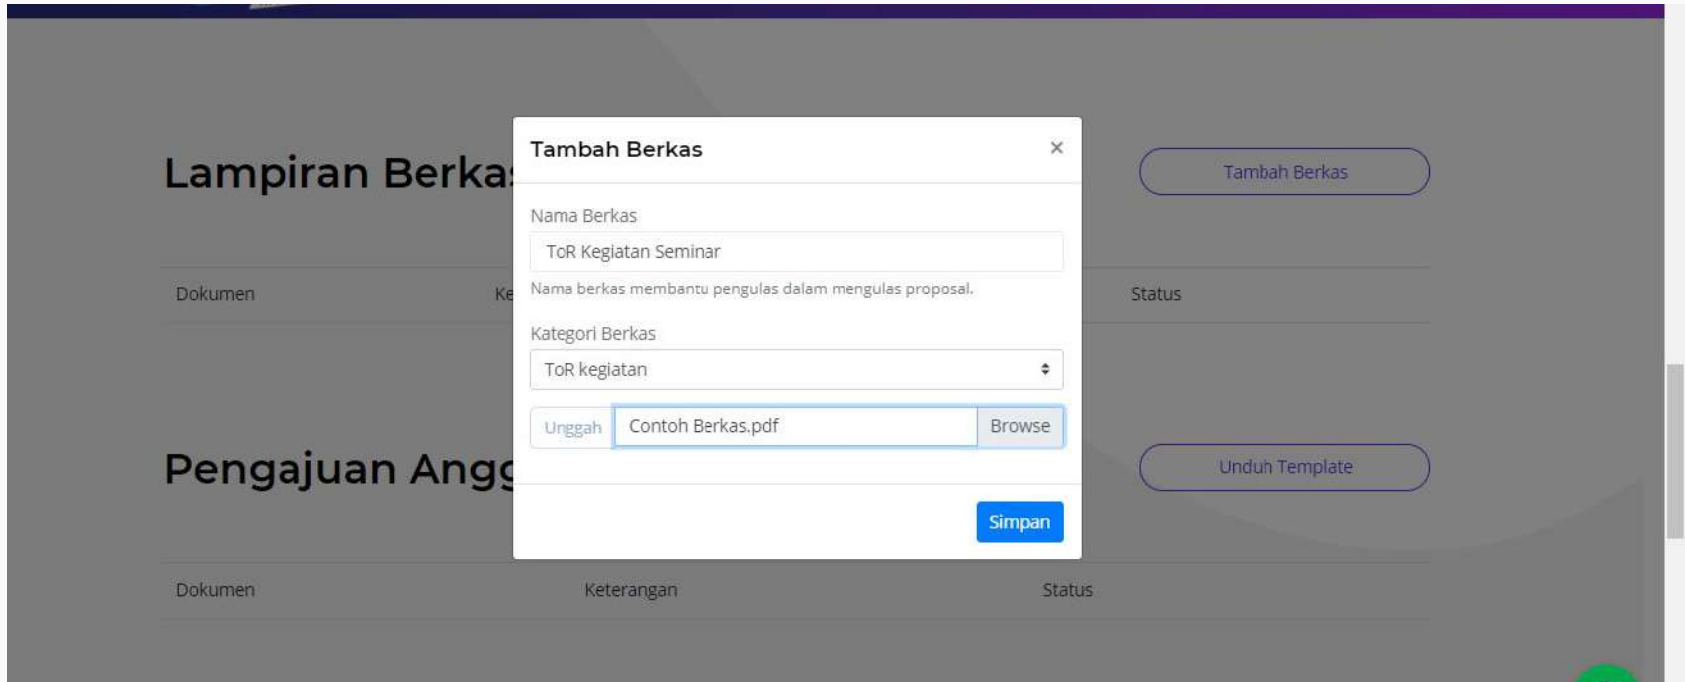 Tambah Berkas ×
Lampiran Berkas
Tambah Berkas
Nama Berkas
ToR Kegiatan Seminar
Nama berkas membantu pengulas dalam mengulas proposal.
Dokumen
Status
Kategori Berkas
ToR kegiatan
Unggah Contoh Berkas.pdf Browse
Pengajuan
Unduh Template
Simpan
Dokumen Keterangan Status